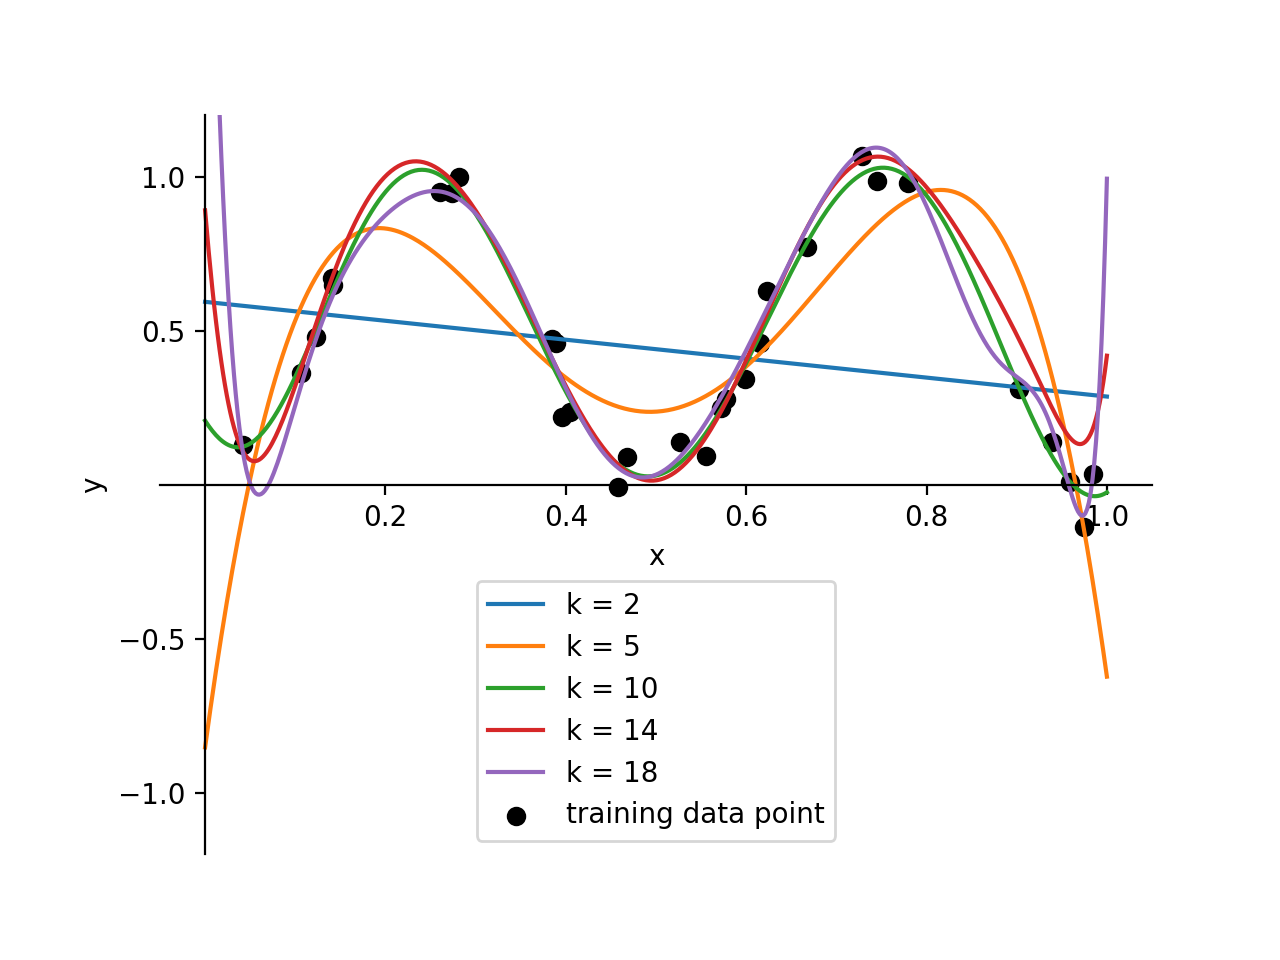 1.0
0.5
y
0.2 0.4 0.6 0.8 1.0
x
−0.5
−1.0
k = 2
k = 5
k = 10
k = 14
k = 18
training data point